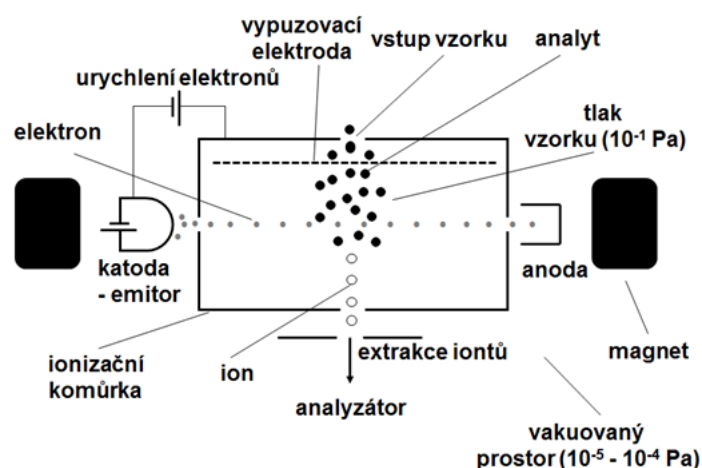 vypuzovací
elektroda
vstup vzorku
analyt
urychlení elektronů
elektron
tlak
vzorku (10⁻¹ Pa)
katoda
- emitor
anoda
ionizační
komůrka
ion
extrakce iontů
magnet
analyzátor
vakuovaný
prostor (10⁻⁵ - 10⁻⁴ Pa)